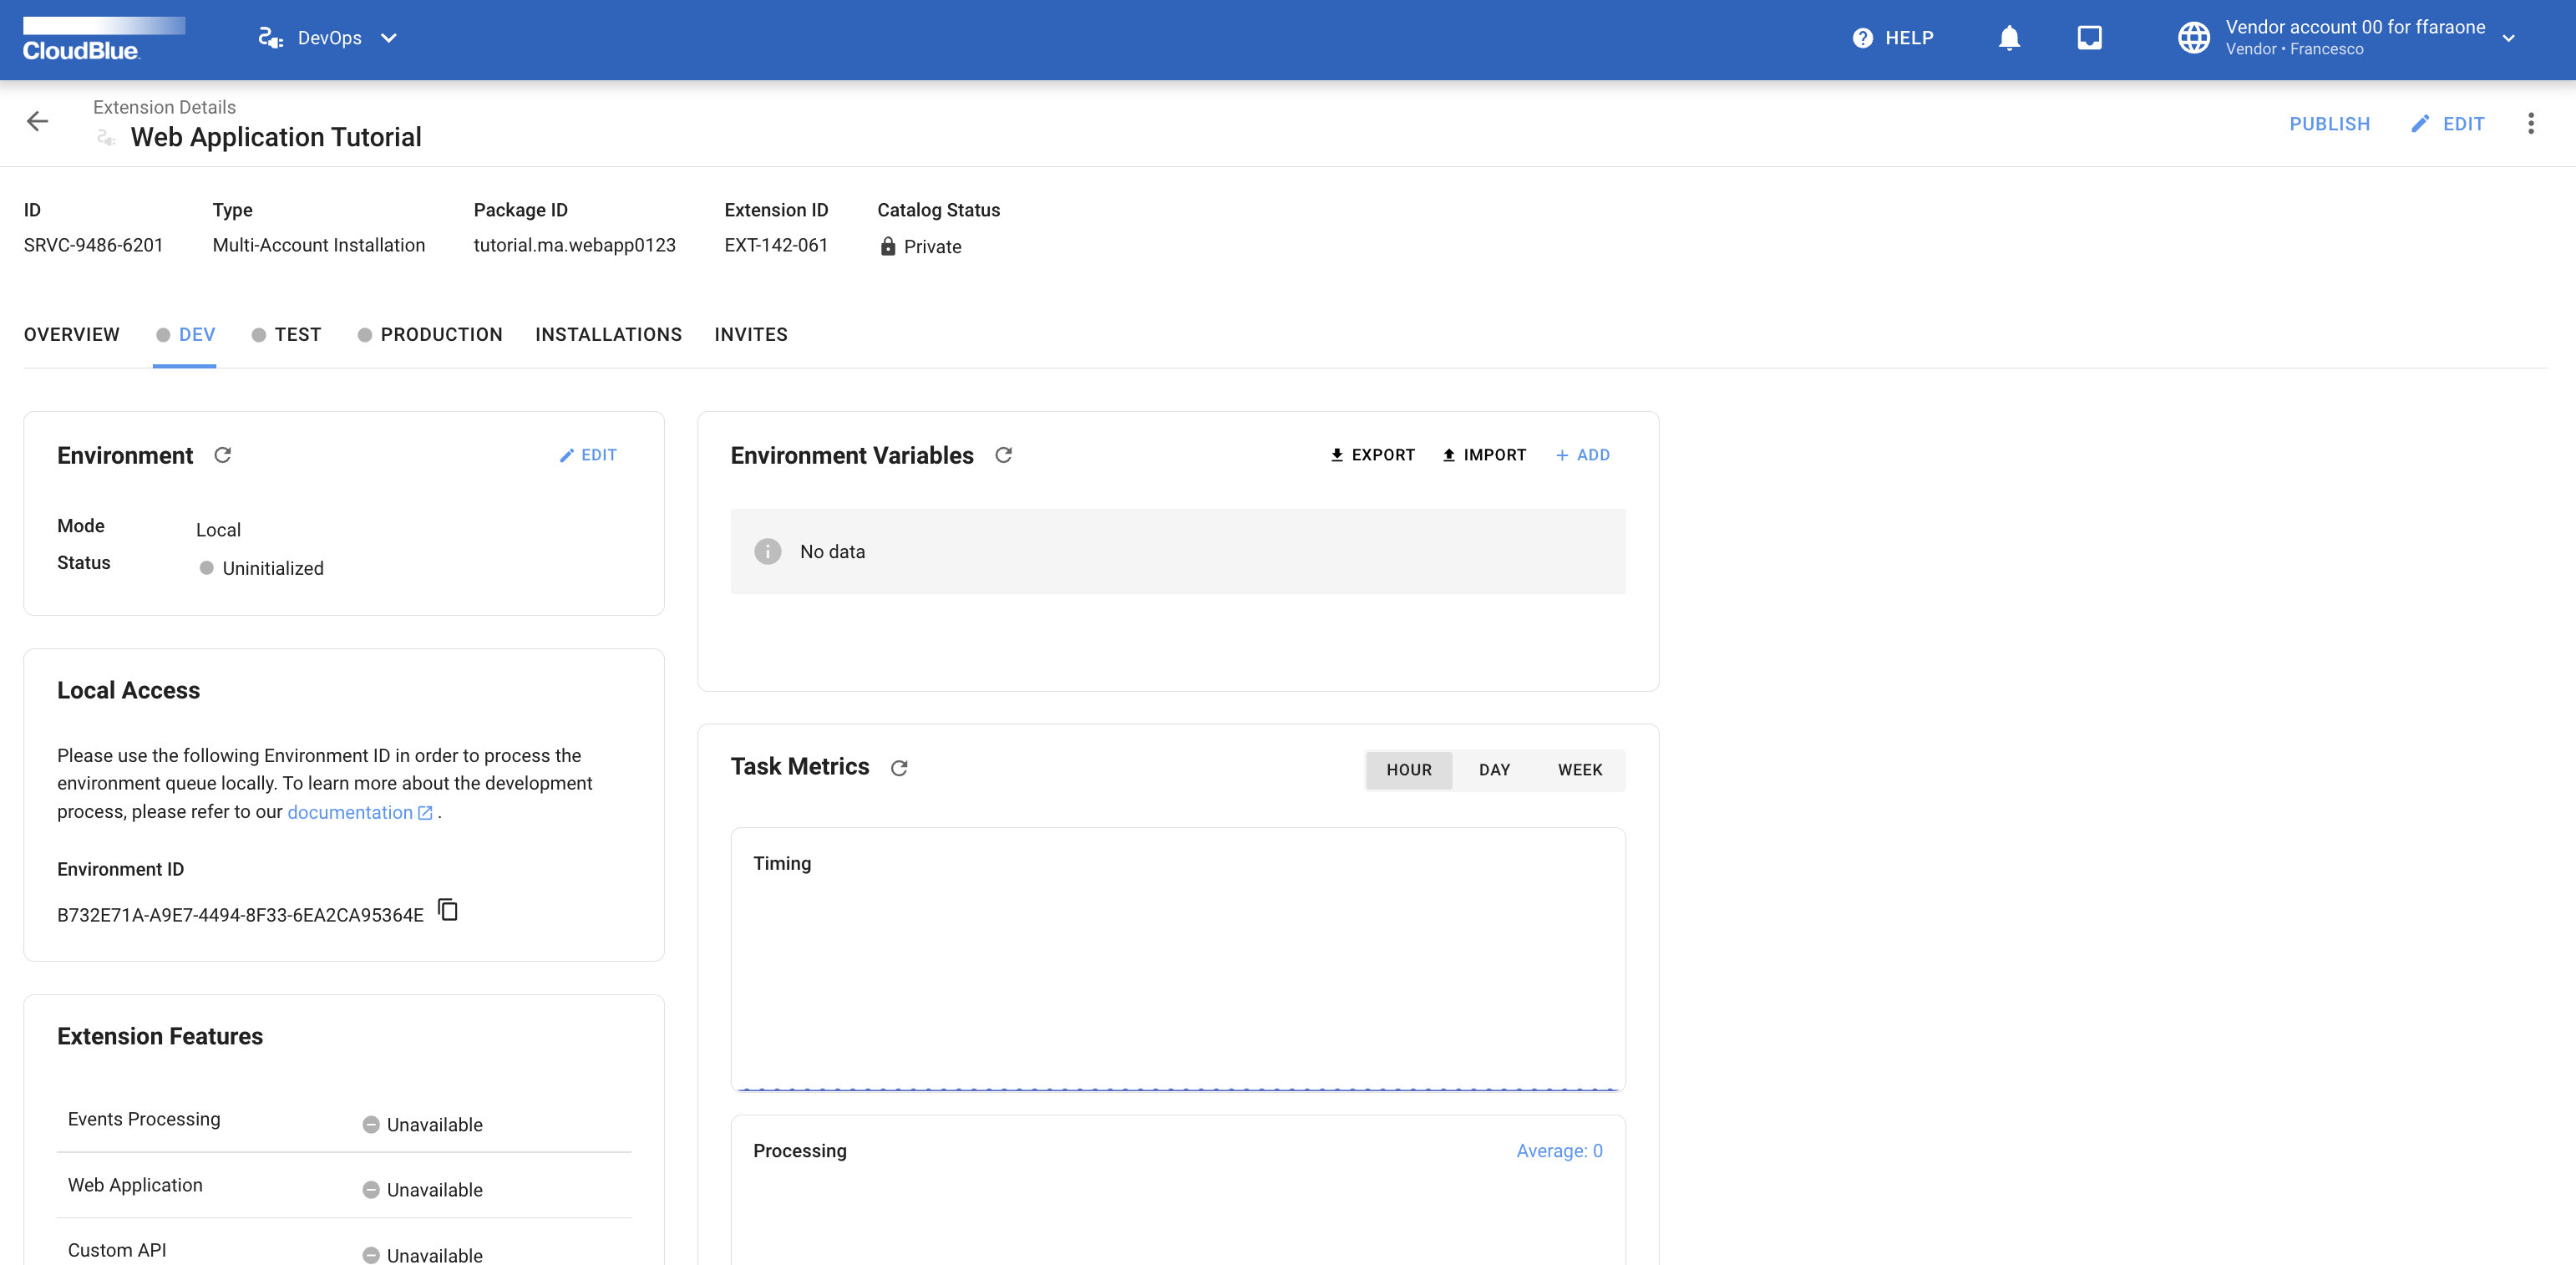 CloudBlue
DevOps
HELP
Vendor account 00 for ffaraone
Vendor • Francesco
Extension Details
Web Application Tutorial
PUBLISH
EDIT
ID
Type
Package ID
Extension ID
Catalog Status
SRVC-9486-6201
Multi-Account Installation
tutorial.ma.webapp0123
EXT-142-061
Private
OVERVIEW
DEV
TEST
PRODUCTION
INSTALLATIONS
INVITES
Environment
EDIT
Mode
Local
Status
Uninitialized
Local Access
Please use the following Environment ID in order to process the
environment queue locally. To learn more about the development
process, please refer to our documentation .
Environment ID
B732E71A-A9E7-4494-8F33-6EA2CA95364E
Extension Features
Events Processing
Unavailable
Web Application
Unavailable
Custom API
Unavailable
Environment Variables
EXPORT
IMPORT
+ ADD
No data
Task Metrics
HOUR
DAY
WEEK
Timing
Processing
Average: 0